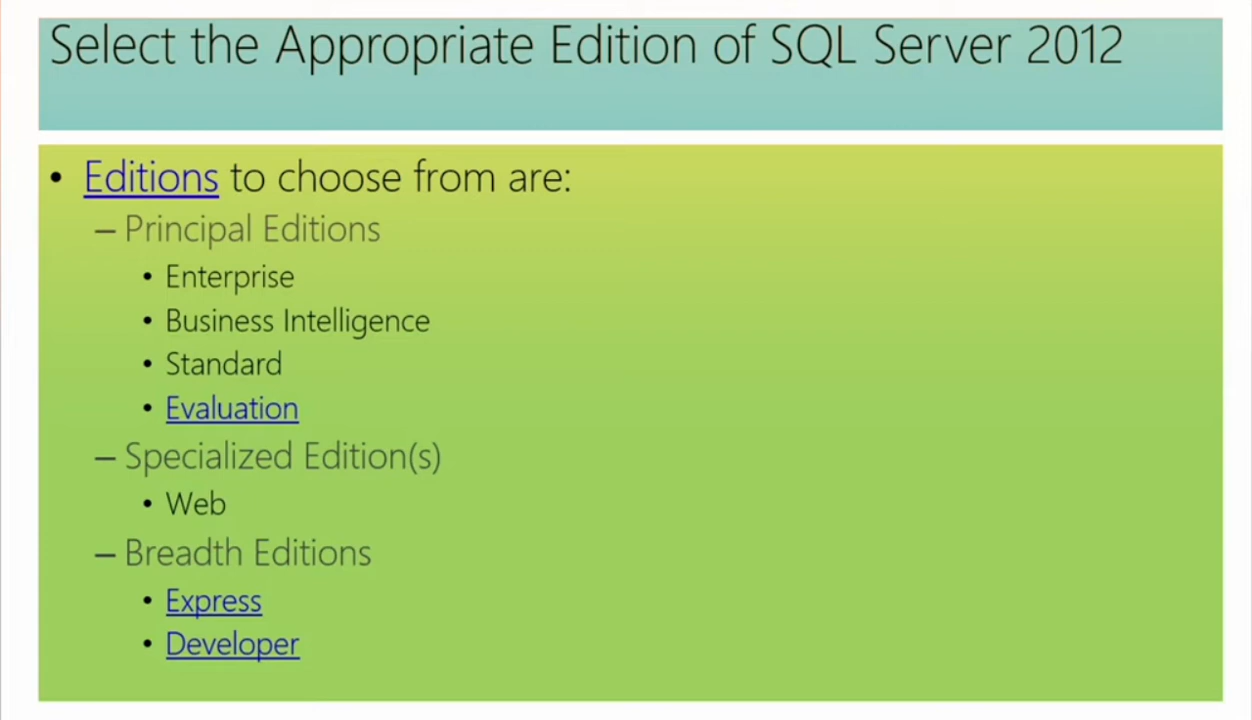 Select the Appropriate Edition of SQL Server 2012
• Editions to choose from are:
– Principal Editions
• Enterprise
• Business Intelligence
• Standard
• Evaluation
– Specialized Edition(s)
• Web
– Breadth Editions
• Express
• Developer